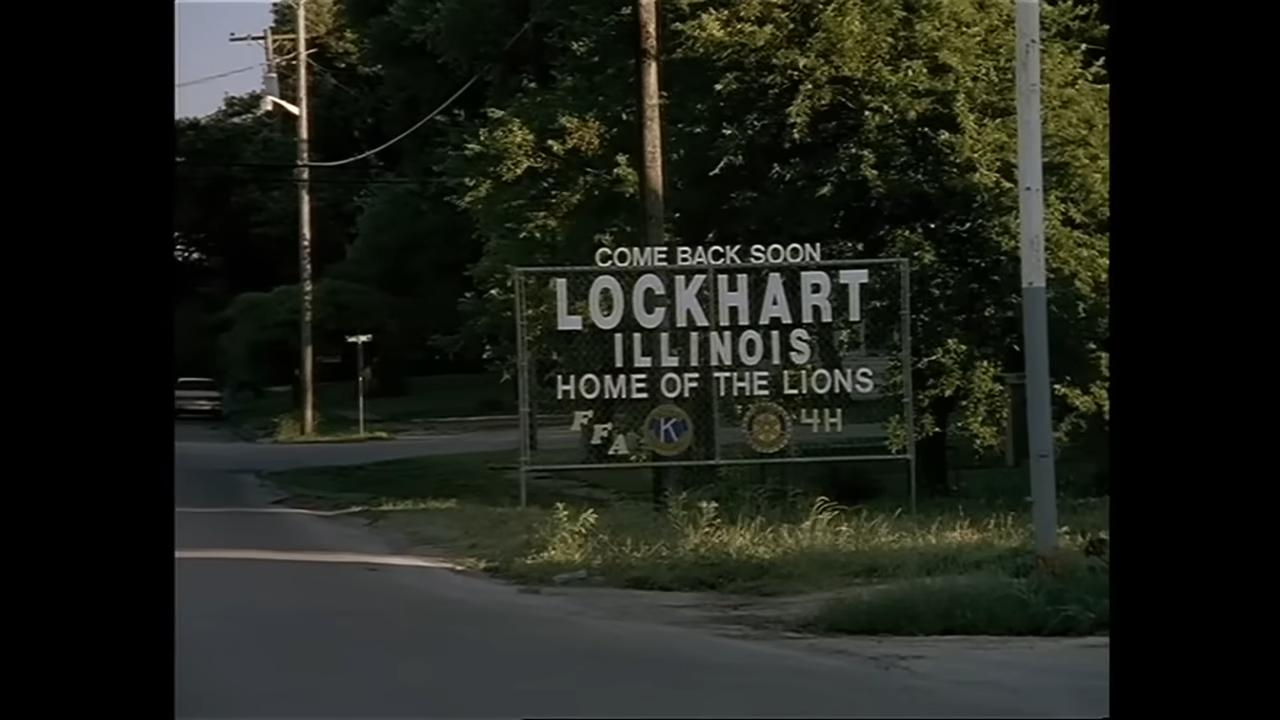 COME BACK SOON
LOCKHART
ILLINOIS
HOME OF THE LIONS
FFA K 4H